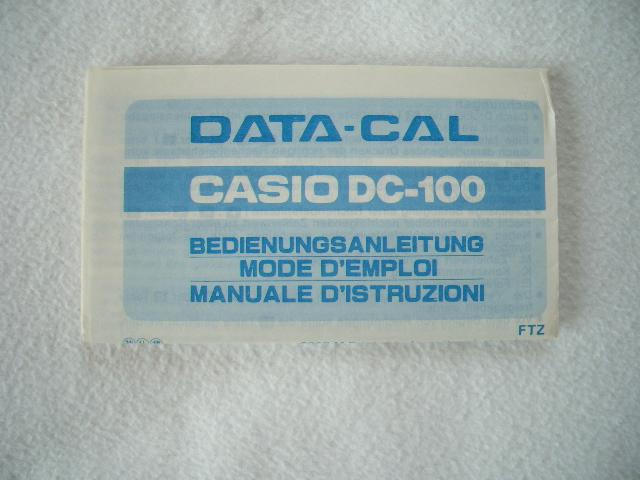 DATA-CAL
CASIO DC-100
BEDIENUNGSANLEITUNG
MODE D'EMPLOI
MANUALE D'ISTRUZIONI
FTZ